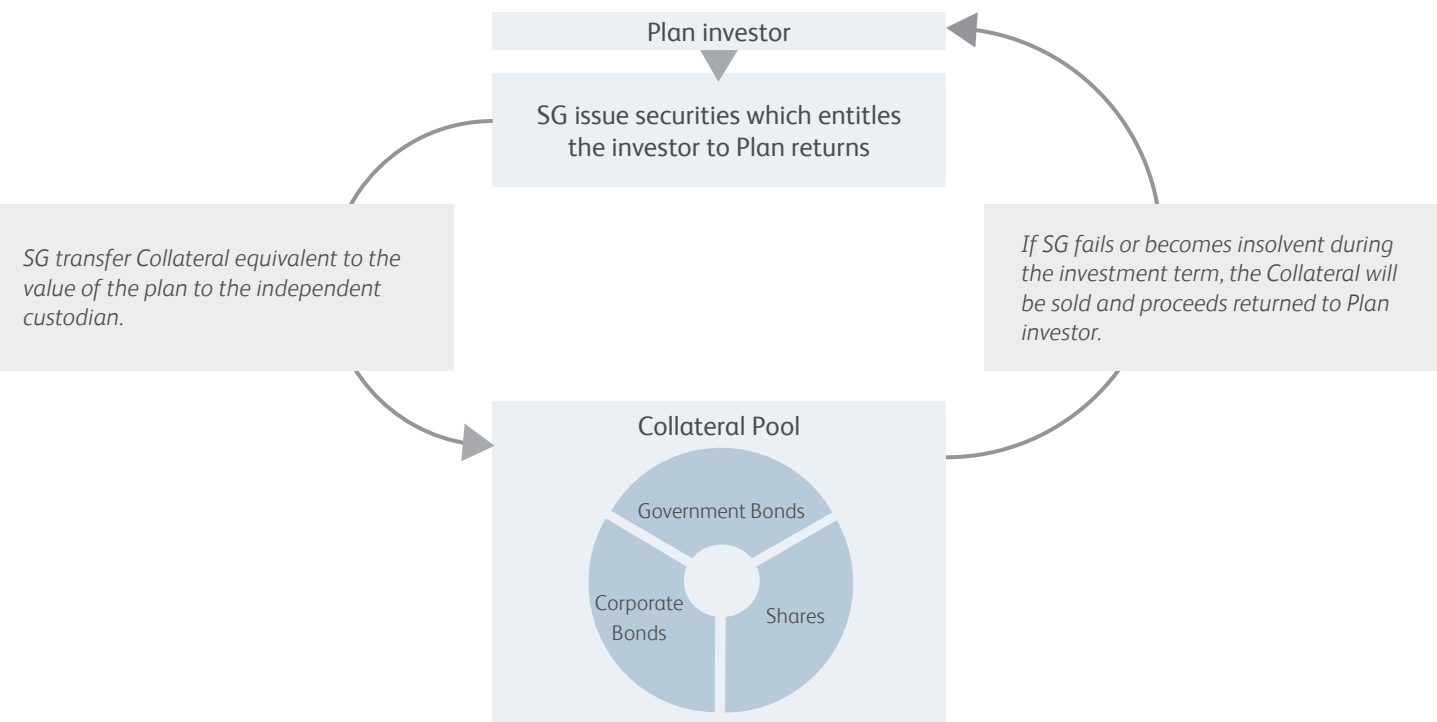 Plan investor
SG issue securities which entitles
the investor to Plan returns
SG transfer Collateral equivalent to the
value of the plan to the independent
custodian.
If SG fails or becomes insolvent during
the investment term, the Collateral will
be sold and proceeds returned to Plan
investor.
Collateral Pool
Government Bonds
Corporate
Bonds
Shares